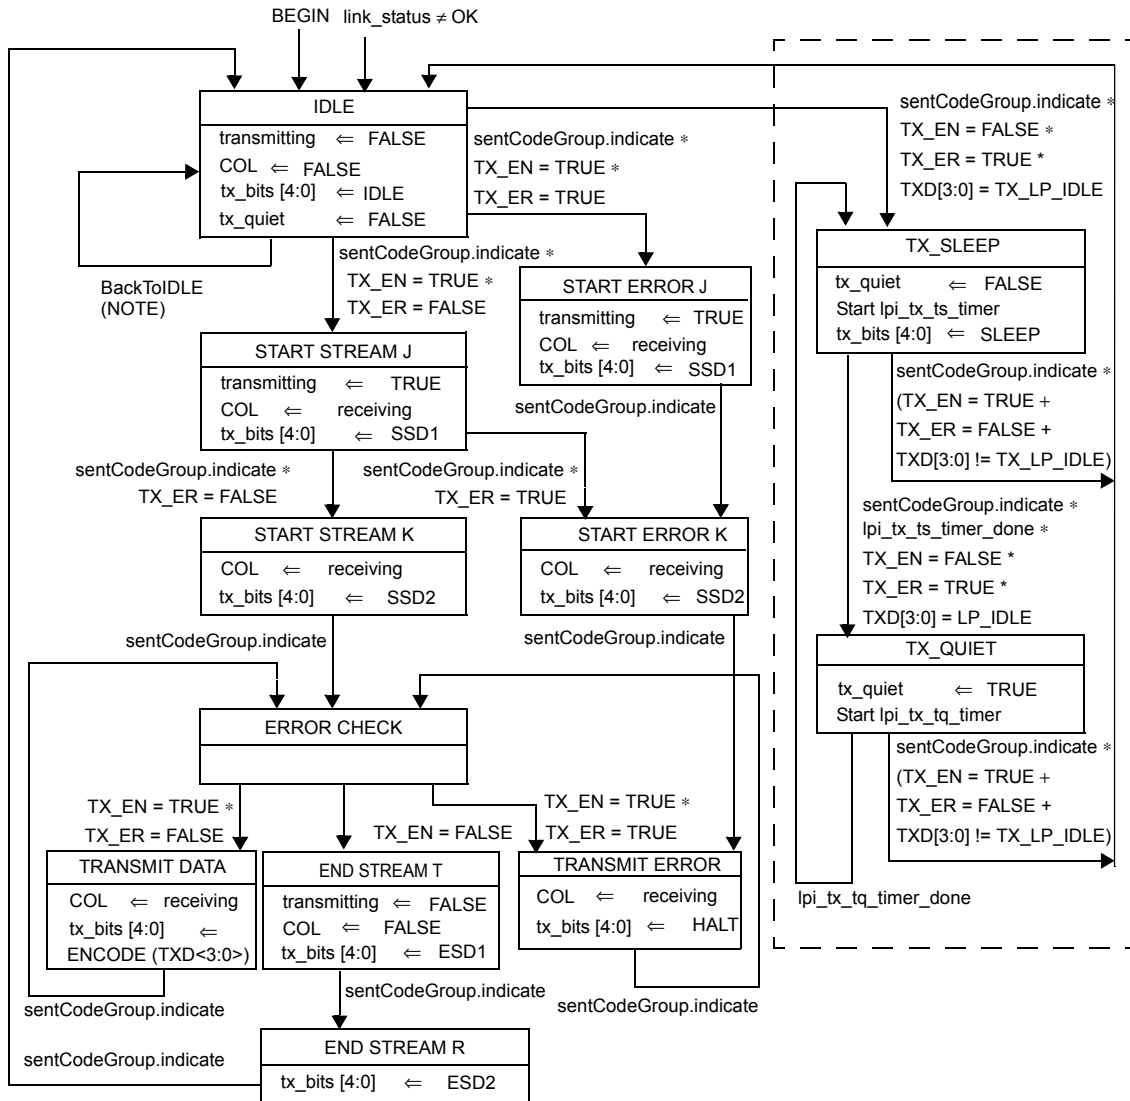 BEGIN
link_status ≠ OK
IDLE
transmitting ⇐ FALSE
COL ⇐ FALSE
tx_bits [4:0] ⇐ IDLE
tx_quiet ⇐ FALSE
BackToIDLE
(NOTE)
sentCodeGroup.indicate ∗
TX_EN = TRUE ∗
TX_ER = TRUE
sentCodeGroup.indicate ∗
TX_EN = TRUE ∗
TX_ER = FALSE
START ERROR J
transmitting ⇐ TRUE
COL ⇐ receiving
tx_bits [4:0] ⇐ SSD1
sentCodeGroup.indicate
START STREAM J
transmitting ⇐ TRUE
COL ⇐ receiving
tx_bits [4:0] ⇐ SSD1
sentCodeGroup.indicate ∗
TX_ER = FALSE
sentCodeGroup.indicate ∗
TX_ER = TRUE
START STREAM K
COL ⇐ receiving
tx_bits [4:0] ⇐ SSD2
sentCodeGroup.indicate
START ERROR K
COL ⇐ receiving
tx_bits [4:0] ⇐ SSD2
sentCodeGroup.indicate
ERROR CHECK
TX_EN = TRUE ∗
TX_ER = FALSE
TX_EN = FALSE
TX_EN = TRUE ∗
TX_ER = TRUE
TRANSMIT DATA
COL ⇐ receiving
tx_bits [4:0] ⇐
ENCODE (TXD<3:0>)
sentCodeGroup.indicate
END STREAM T
transmitting ⇐ FALSE
COL ⇐ FALSE
tx_bits [4:0] ⇐ ESD1
sentCodeGroup.indicate
TRANSMIT ERROR
COL ⇐ receiving
tx_bits [4:0] ⇐ HALT
sentCodeGroup.indicate
END STREAM R
tx_bits [4:0] ⇐ ESD2
sentCodeGroup.indicate
sentCodeGroup.indicate ∗
TX_EN = FALSE ∗
TX_ER = TRUE *
TXD[3:0] = TX_LP_IDLE
TX_SLEEP
tx_quiet ⇐ FALSE
Start lpi_tx_ts_timer
tx_bits [4:0] ⇐ SLEEP
sentCodeGroup.indicate ∗
(TX_EN = TRUE +
TX_ER = FALSE +
TXD[3:0] != TX_LP_IDLE)
sentCodeGroup.indicate ∗
lpi_tx_ts_timer_done ∗
TX_EN = FALSE *
TX_ER = TRUE *
TXD[3:0] = LP_IDLE
TX_QUIET
tx_quiet ⇐ TRUE
Start lpi_tx_tq_timer
sentCodeGroup.indicate ∗
(TX_EN = TRUE +
TX_ER = FALSE +
TXD[3:0] != TX_LP_IDLE)
lpi_tx_tq_timer_done